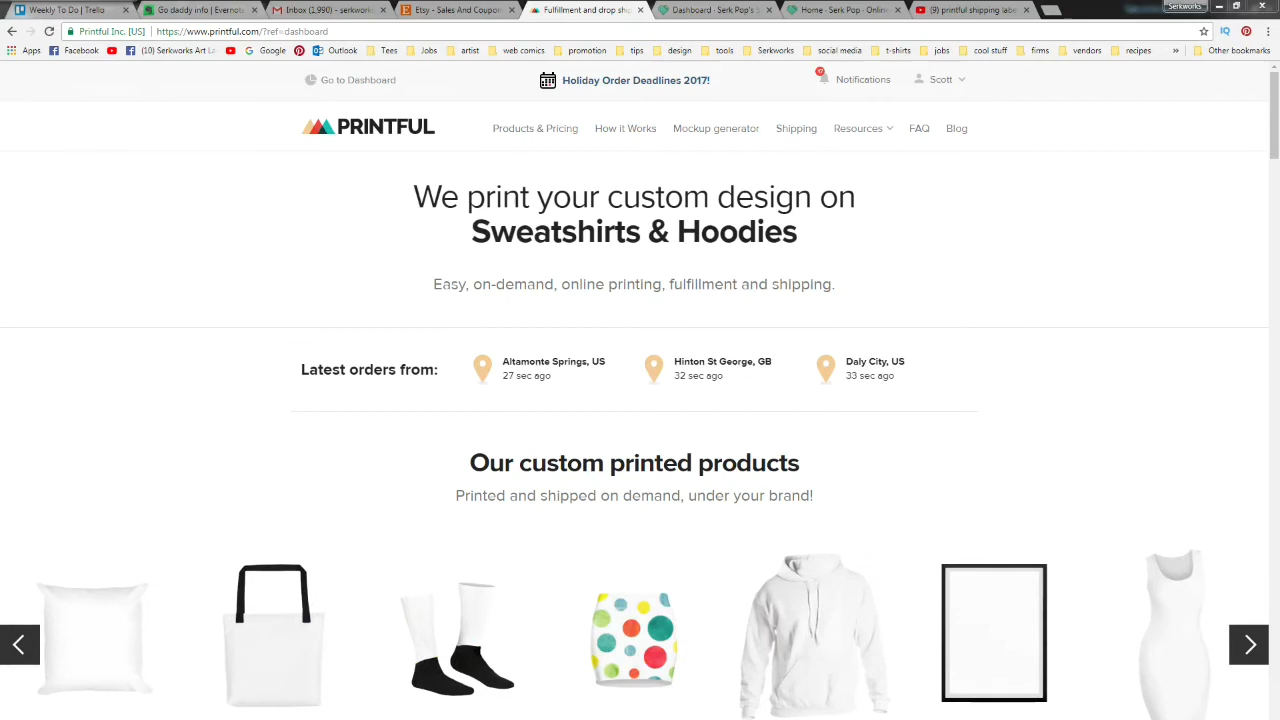 Weekly To Do | Trello
Go daddy info | Evernot
Inbox (1,990) - serkwork
Etsy - Sales And Coupon
Fulfillment and drop shi
Dashboard - Serk Pop's
Home - Serk Pop - Onlin
(9) printful shipping labe
Serkworks
Printful Inc. [US]
https://www.printful.com/?ref=dashboard
Apps
Facebook
(10) Serkworks Art La
Google
Outlook
Tees
Jobs
artist
web comics
promotion
tips
design
tools
Serkworks
social media
t-shirts
jobs
cool stuff
firms
vendors
recipes
»
Other bookmarks
Go to Dashboard
Holiday Order Deadlines 2017!
Notifications
Scott
PRINTFUL
Products & Pricing
How it Works
Mockup generator
Shipping
Resources
FAQ
Blog
We print your custom design on
Sweatshirts & Hoodies
Easy, on-demand, online printing, fulfillment and shipping.
Latest orders from:
Altamonte Springs, US
27 sec ago
Hinton St George, GB
32 sec ago
Daly City, US
33 sec ago
Our custom printed products
Printed and shipped on demand, under your brand!